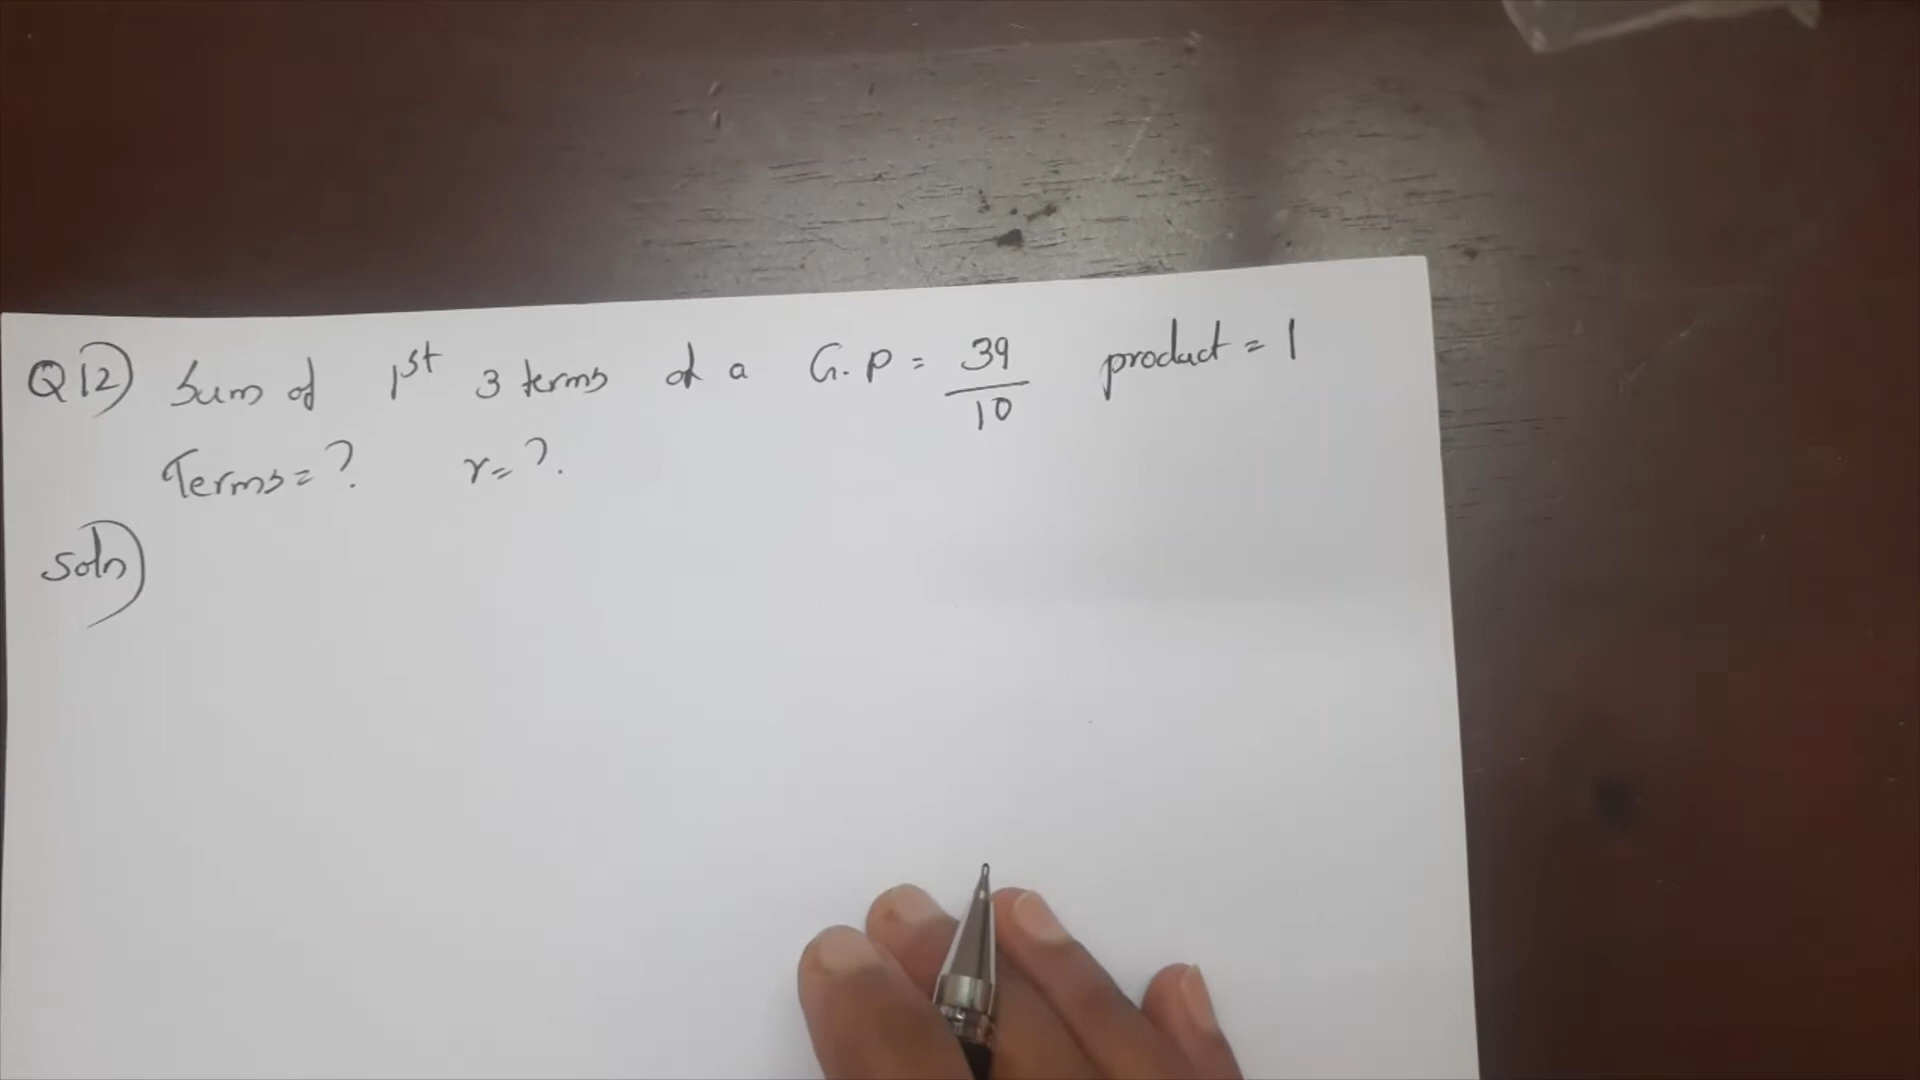 Q12) Sum of 1st 3 terms of a G.P = 39/10 product = 1
Terms = ? r = ?.
Soln)